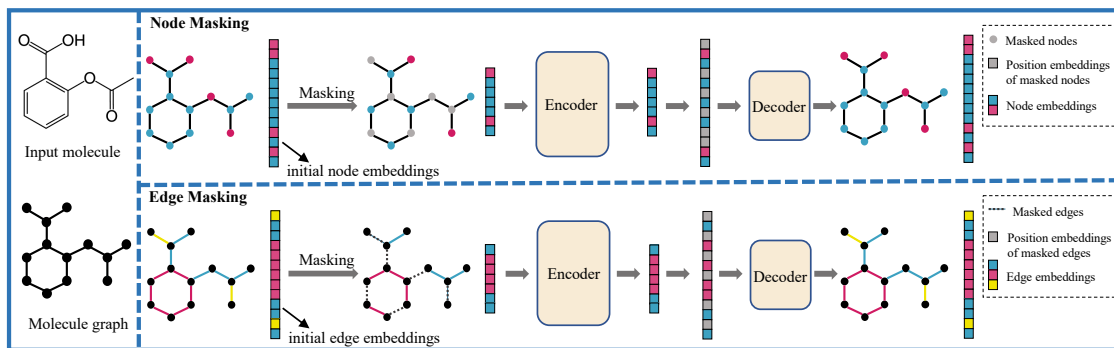 O
OH
O
O
Input molecule
Molecule graph
Node Masking
Masking
initial node embeddings
Encoder
Decoder
Masked nodes
Position embeddings
of masked nodes
Node embeddings
Edge Masking
Masking
initial edge embeddings
Encoder
Decoder
Masked edges
Position embeddings
of masked edges
Edge embeddings